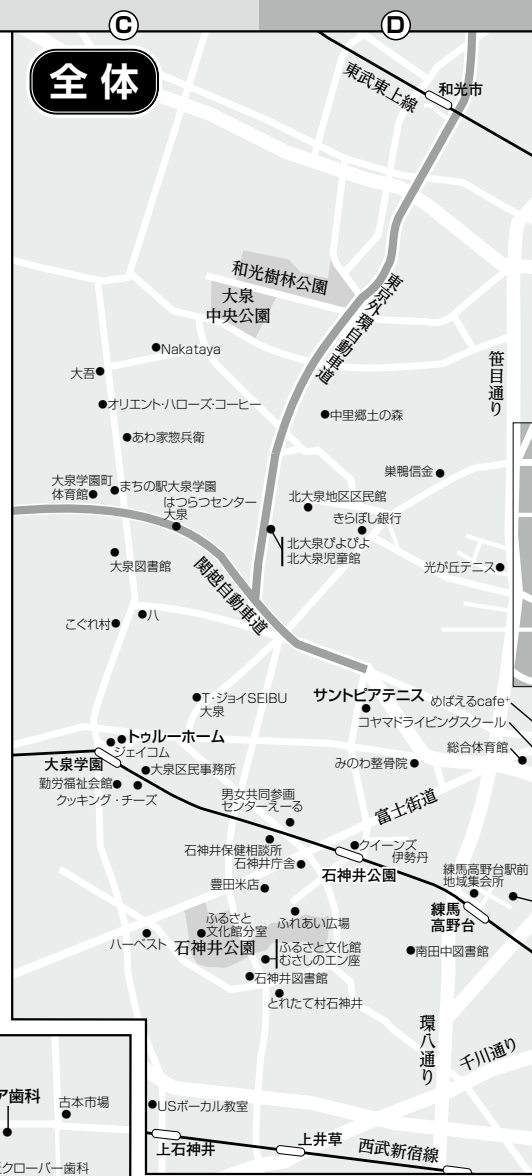 C
D
全体
東武東上線
和光市
和光樹林公園
大泉
中央公園
東京外環自動車道
笹目通り
Nakataya
大吾
オリエント・ハローズ・コーヒー
中里郷土の森
あわ家惣兵衛
巣鴨信金
大泉学園町
体育館
まちの駅大泉学園
はつらつセンター
大泉
北大泉地区区民館
きらぼし銀行
北大泉ぴよぴよ
北大泉児童館
大泉図書館
関越自動車道
光が丘テニス
八
こぐれ村
T・ジョイSEIBU
大泉
サントピアテニス
めばえるcafe+
コヤマドライビングスクール
トゥルーホーム
ジェイコム
総合体育館
大泉学園
大泉区民事務所
みのわ整骨院
勤労福祉会館
クッキング・チーズ
男女共同参画
センターえーる
富士街道
石神井保健相談所
クイーンズ
伊勢丹
石神井庁舎
石神井公園
練馬高野台駅前
地域集会所
豊田米店
練馬
高野台
ふれあい広場
ふるさと
文化館分室
石神井公園
ハーベスト
ふるさと文化館
むさしのエン座
南田中図書館
石神井図書館
とれたて村石神井
環八通り
千川通り
ア歯科
古本市場
USボーカル教室
上石神井
上井草
西武新宿線
クローバー歯科